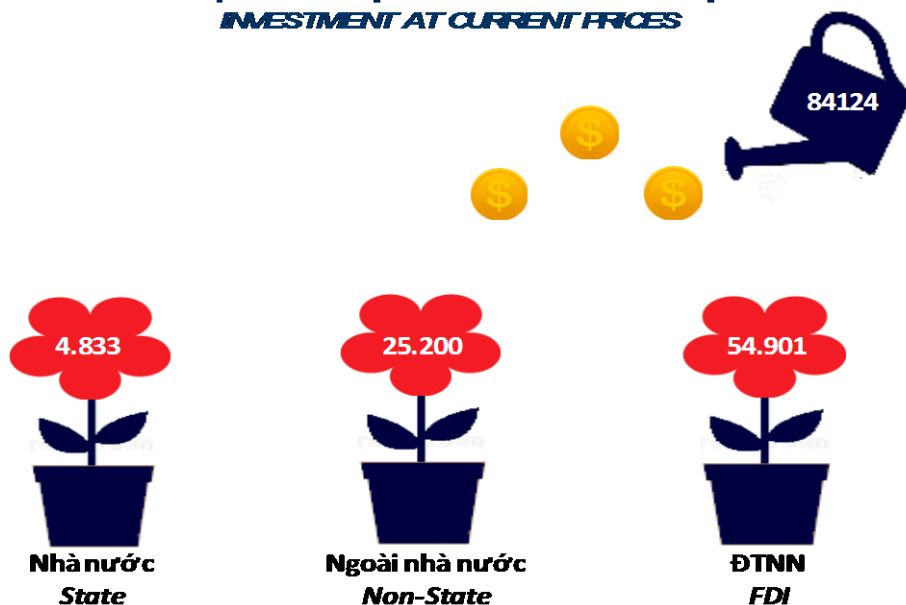 INVESTMENT AT CURRENT PRICES
84124
$
$
$
4.833
25.200
54.901
Nhà nước
Ngoài nhà nước
ĐTNN
State
Non-State
FDI